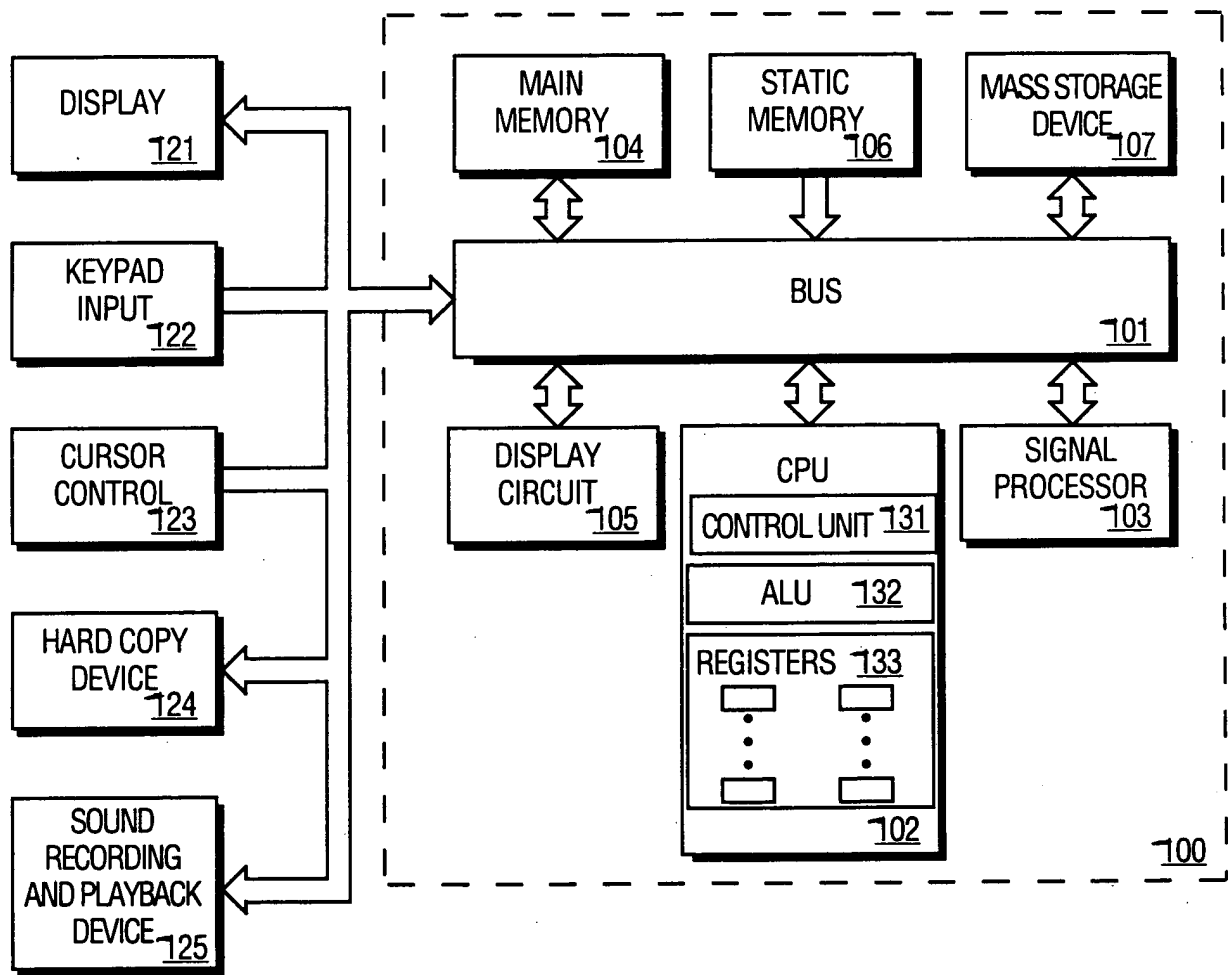 DISPLAY
121
KEYPAD
INPUT
122
CURSOR
CONTROL
123
HARD COPY
DEVICE
124
SOUND
RECORDING
AND PLAYBACK
DEVICE
125
MAIN
MEMORY
104
STATIC
MEMORY
106
MASS STORAGE
DEVICE
107
BUS
101
DISPLAY
CIRCUIT
105
CPU
CONTROL UNIT 131
ALU 132
REGISTERS 133
102
SIGNAL
PROCESSOR
103
100